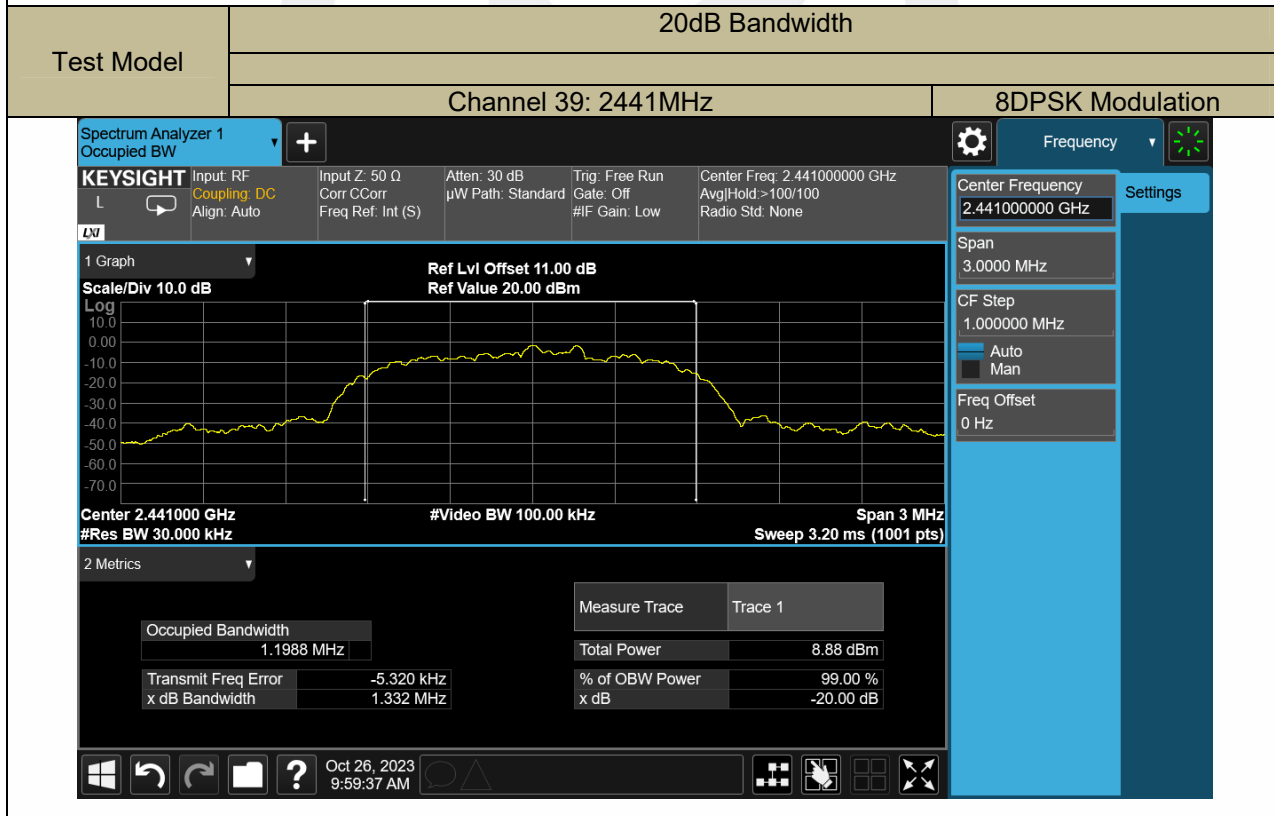 20dB Bandwidth
Test Model
Channel 39: 2441MHz 8DPSK Modulation
Spectrum Analyzer 1
Occupied BW
Frequency
KEYSIGHT Input: RF Input Z: 50 Ω Atten: 30 dB Trig: Free Run Center Freq: 2.441000000 GHz
L Coupling: DC Corr CCorr µW Path: Standard Gate: Off Avg|Hold:>100/100
Align: Auto Freq Ref: Int (S) #IF Gain: Low Radio Std: None
LXI
Center Frequency
2.441000000 GHz
Settings
Span
3.0000 MHz
CF Step
1.000000 MHz
Auto
Man
Freq Offset
0 Hz
1 Graph
Ref Lvl Offset 11.00 dB
Scale/Div 10.0 dB Ref Value 20.00 dBm
Log
10.0
0.00
-10.0
-20.0
-30.0
-40.0
-50.0
-60.0
-70.0
Center 2.441000 GHz #Video BW 100.00 kHz Span 3 MHz
#Res BW 30.000 kHz Sweep 3.20 ms (1001 pts)
2 Metrics
Measure Trace Trace 1
Occupied Bandwidth
1.1988 MHz
Total Power 8.88 dBm
Transmit Freq Error -5.320 kHz % of OBW Power 99.00 %
x dB Bandwidth 1.332 MHz x dB -20.00 dB
?
Oct 26, 2023
9:59:37 AM